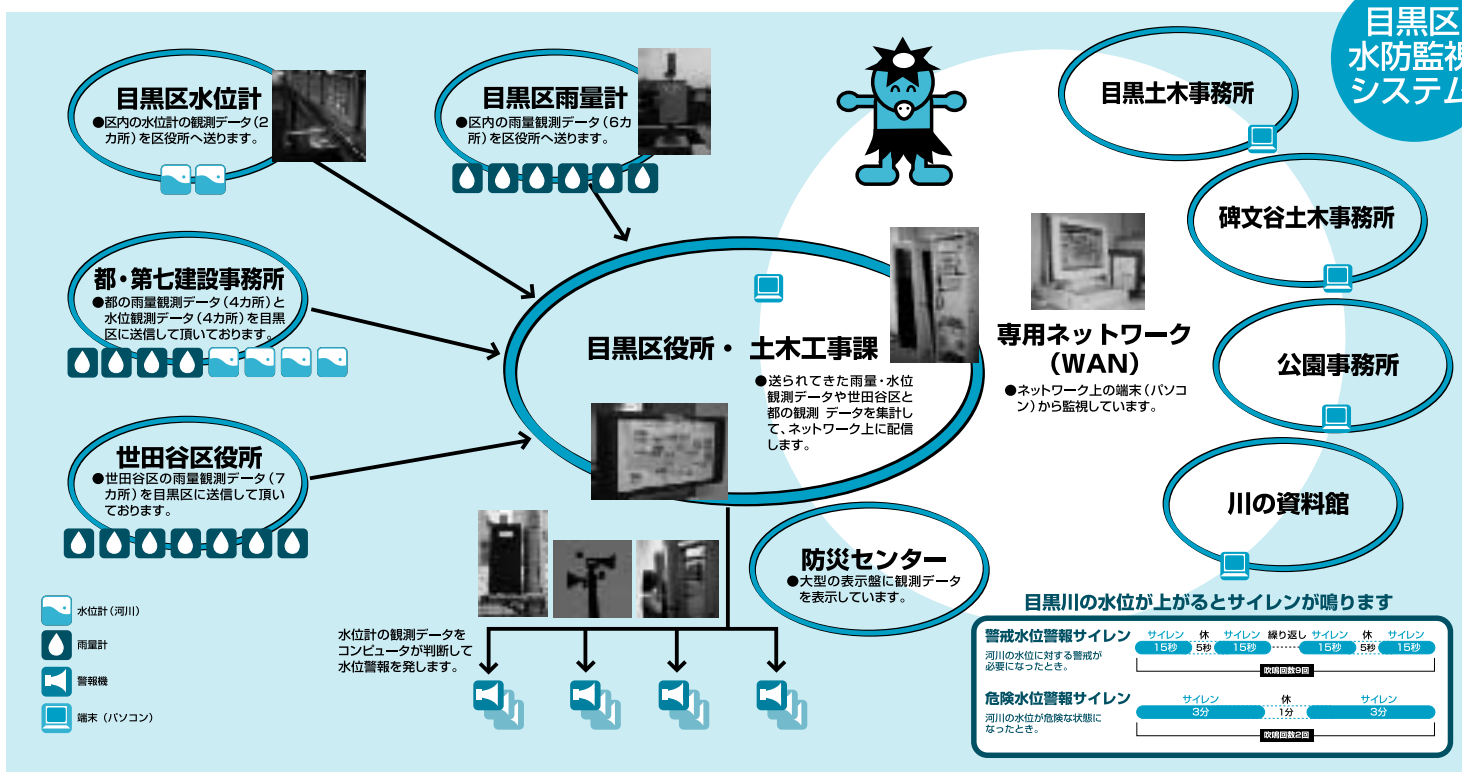 目黒区
水防監視
システム
目黒区水位計
●区内の水位計の観測データ(2
カ所)を区役所へ送ります。
目黒区雨量計
●区内の雨量観測データ(6カ
所)を区役所へ送ります。
都・第七建設事務所
●都の雨量観測データ(4カ所)と
水位観測データ(4カ所)を目黒
区に送信して頂いております。
世田谷区役所
●世田谷区の雨量観測データ(7
カ所)を目黒区に送信して頂い
ております。
目黒区役所・ 土木工事課
●送られてきた雨量・水位
観測データや世田谷区と
都の観測 データを集計し
て、ネットワーク上に配信
します。
専用ネットワーク
(WAN)
●ネットワーク上の端末(パソコ
ン)から監視しています。
目黒土木事務所
碑文谷土木事務所
公園事務所
川の資料館
防災センター
●大型の表示盤に観測データ
を表示しています。
水位計(河川)
雨量計
警報機
端末(パソコン)
水位計の観測データを
コンピュータが判断して
水位警報を発します。
目黒川の水位が上がるとサイレンが鳴ります
警戒水位警報サイレン
河川の水位に対する警戒が
必要になったとき。
サイレン 休 サイレン 繰り返し サイレン 休 サイレン
15秒 5秒 15秒 15秒 5秒 15秒
吹鳴回数9回
危険水位警報サイレン
河川の水位が危険な状態に
なったとき。
サイレン 休 サイレン
3分 1分 3分
吹鳴回数2回